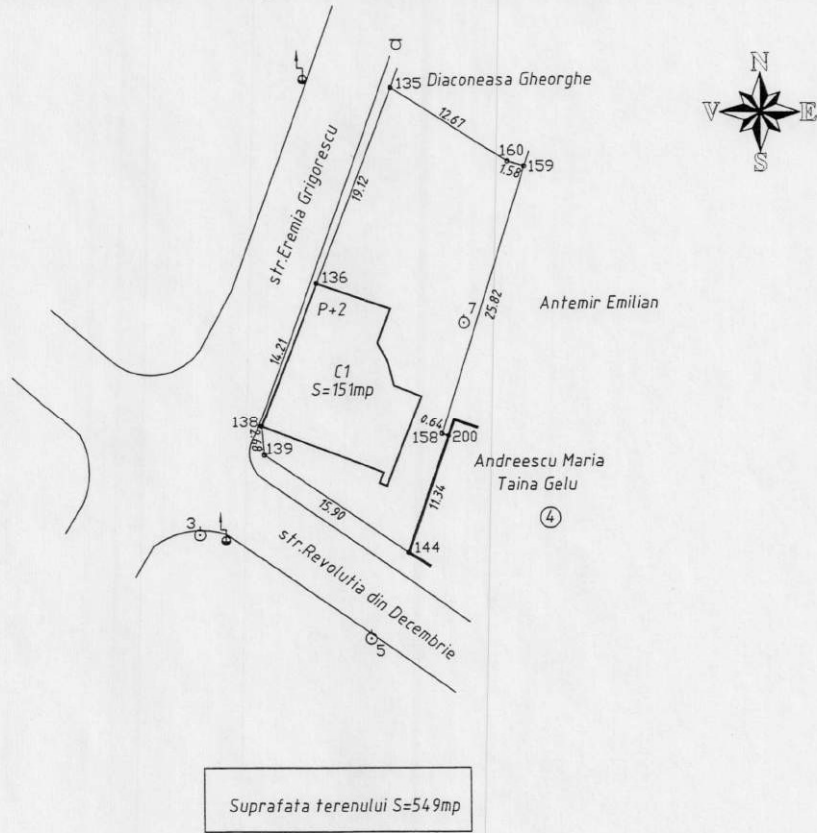 N
V
E
S
135 Diaconeasa Gheorghe
12.67
160
1.58
159
19.12
str.Eremia Grigorescu
136
P+2
7
25.82
Antemir Emilian
14.21
C1
S=151mp
138
139
0.64
158
200
Andreescu Maria
Taina Gelu
4
11.34
15.90
144
3
str.Revolutia din Decembrie
5
Suprafata terenului S=549mp